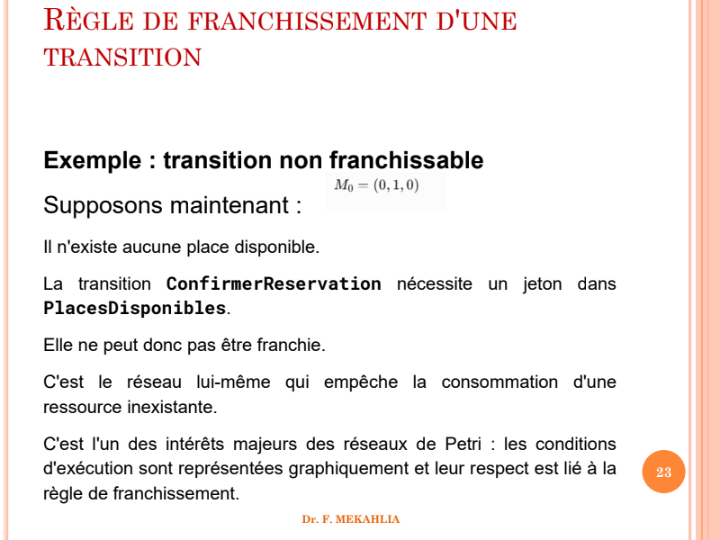 RÈGLE DE FRANCHISSEMENT D'UNE
TRANSITION
Exemple : transition non franchissable
Supposons maintenant : M₀ = (0, 1, 0)
Il n'existe aucune place disponible.
La transition ConfirmerReservation nécessite un jeton dans
PlacesDisponibles.
Elle ne peut donc pas être franchie.
C'est le réseau lui-même qui empêche la consommation d'une
ressource inexistante.
C'est l'un des intérêts majeurs des réseaux de Petri : les conditions
d'exécution sont représentées graphiquement et leur respect est lié à la
règle de franchissement.
23
Dr. F. MEKAHLIA